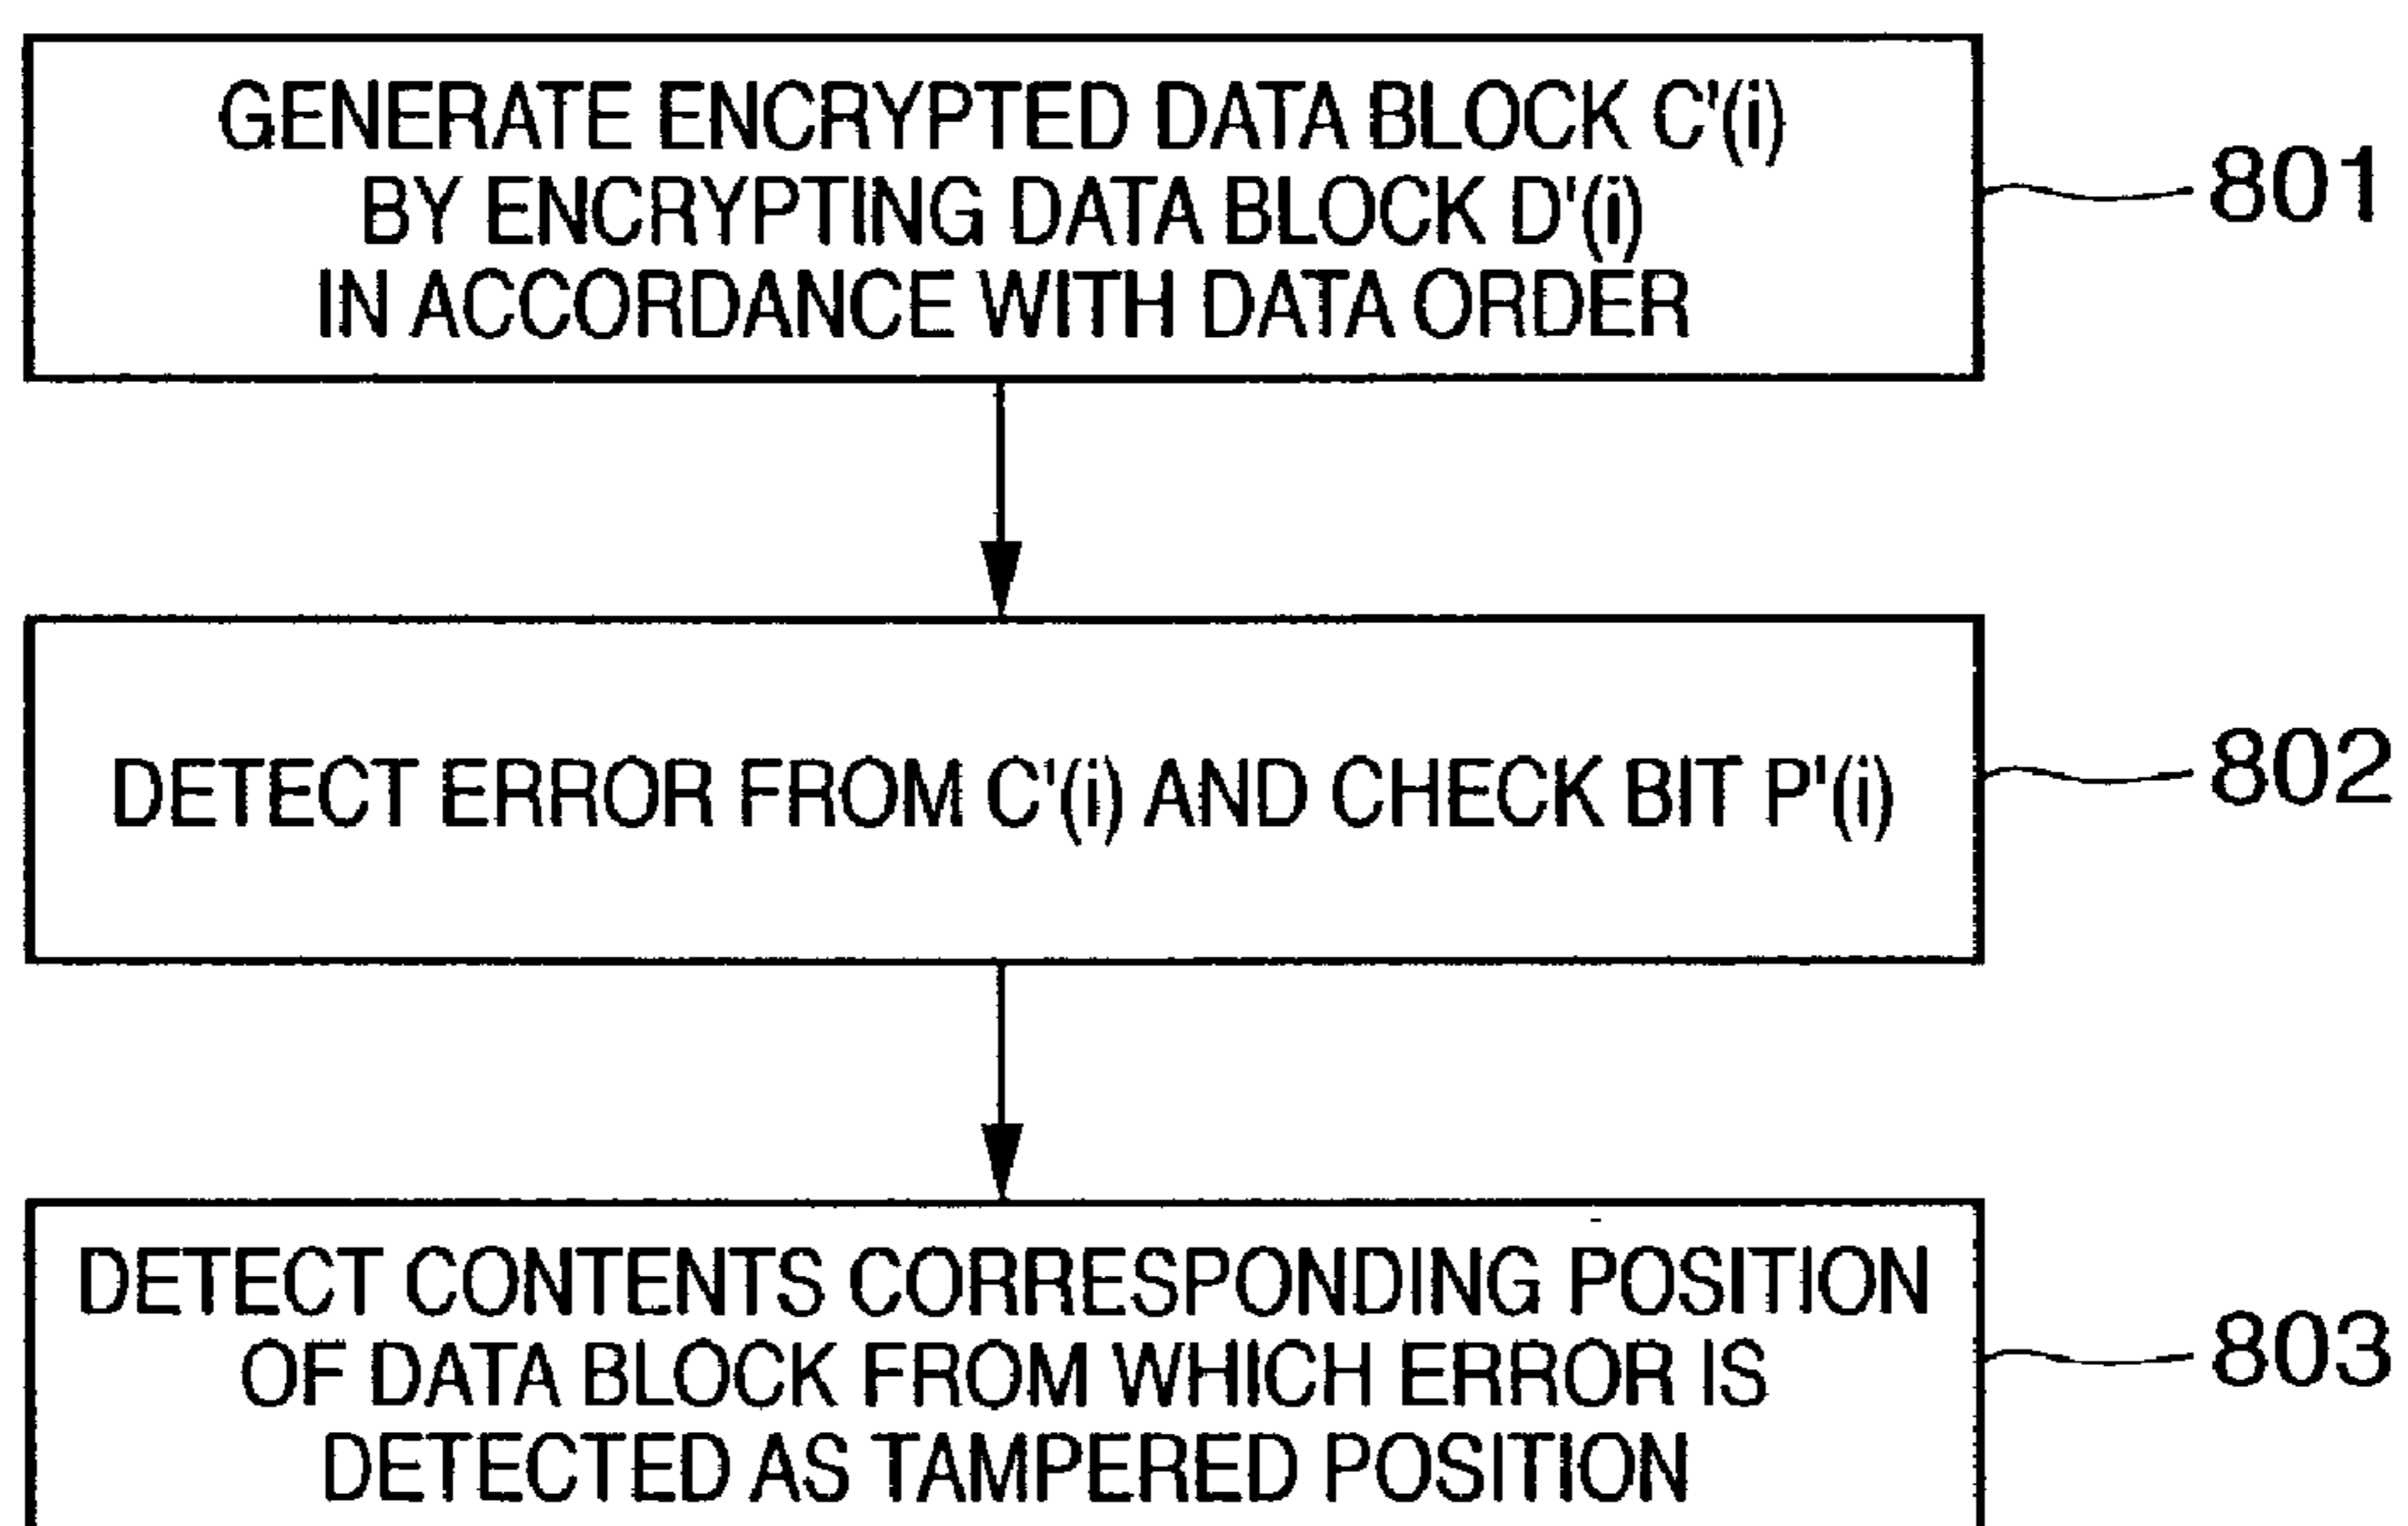 GENERATE ENCRYPTED DATA BLOCK C'(i)
BY ENCRYPTING DATA BLOCK D'(i)
IN ACCORDANCE WITH DATA ORDER
801
DETECT ERROR FROM C'(i) AND CHECK BIT P'(i)
802
DETECT CONTENTS CORRESPONDING POSITION
OF DATA BLOCK FROM WHICH ERROR IS
DETECTED AS TAMPERED POSITION
803